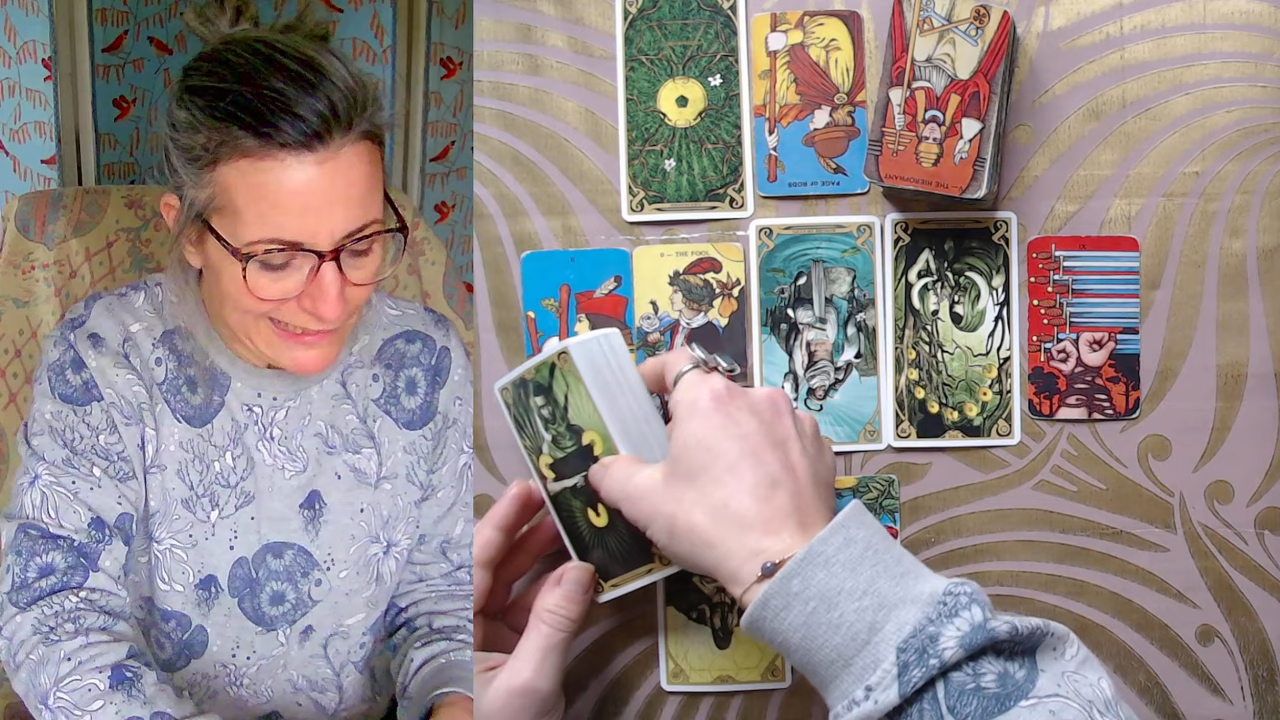 PAGE OF RODS
V — THE HIEROPHANT
0 — THE FOOL
IX